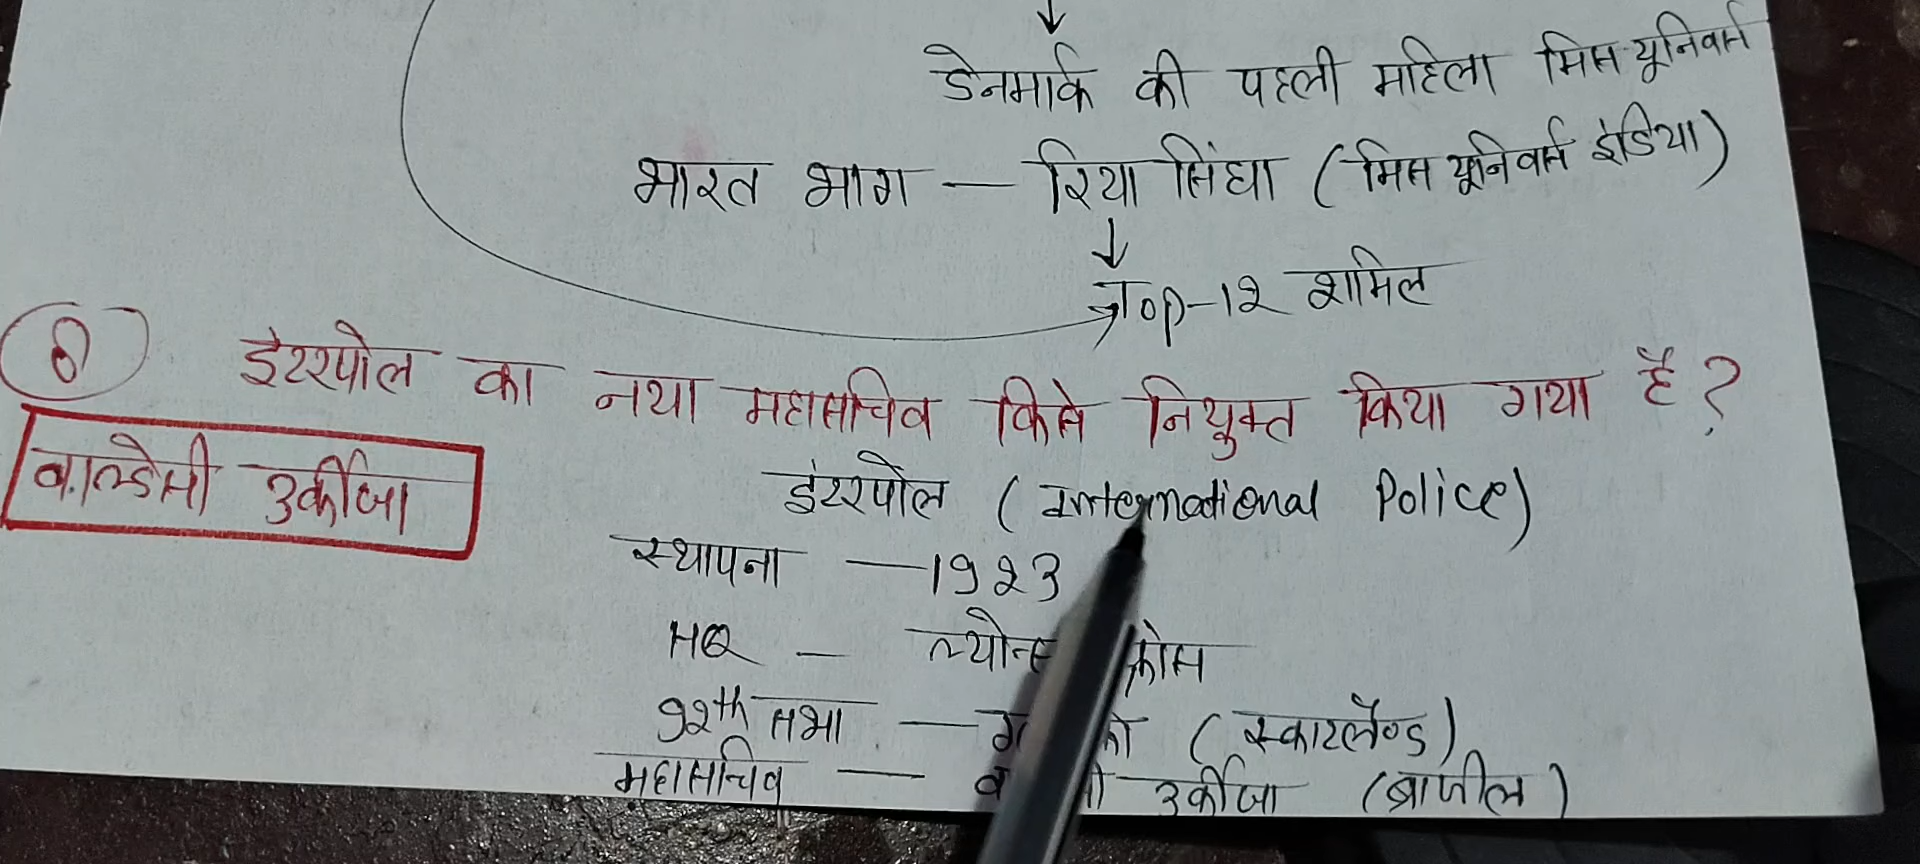 डेनमार्क की पहली महिला मिस यूनिवर्स
भारत भाग — रिया सिंघा (मिस यूनिवर्स इंडिया)
Top-12 शामिल
6 इंटरपोल का नया महासचिव किसे नियुक्त किया गया है?
वाल्डेसी उर्कीजा
इंटरपोल (International Police)
स्थापना — 1923
HQ — ल्योन्स फ्रांस
92th सभा — (स्काटलैण्ड)
महासचिव — उर्कीजा (ब्राजील)